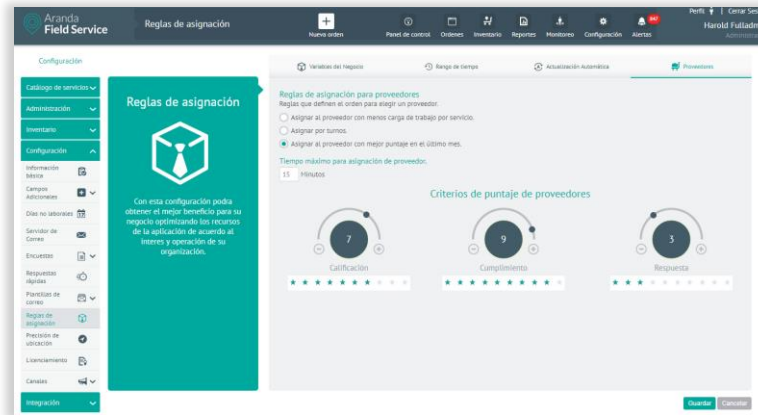 Aranda
Field Service
Reglas de asignación
Nueva orden
Panel de control
Ordenes
Inventario
Reportes
Monitoreo
Configuración
Alertas
Perfil
Cerrar Ses
Harold Fulladm
Administra
Configuración
Catálogo de servicios
Administración
Inventario
Configuración
Información
básica
Campos
Adicionales
Días no laborales
Servidor de
Correo
Encuestas
Respuestas
rápidas
Plantillas de
correo
Reglas de
asignación
Precisión de
ubicación
Licenciamiento
Canales
Integración
Reglas de asignación
Con esta configuración podra
obtener el mejor beneficio para su
negocio optimizando los recursos
de la aplicación de acuerdo al
interes y operación de su
organización.
Variables del Negocio
Rango de tiempo
Actualización Automática
Proveedores
Reglas de asignación para proveedores
Reglas que definen el orden para elegir un proveedor.
Asignar al proveedor con menos carga de trabajo por servicio.
Asignar por turnos.
Asignar al proveedor con mejor puntaje en el último mes.
Tiempo máximo para asignación de proveedor.
15 Minutos
Criterios de puntaje de proveedores
7
9
3
Calificación
Cumplimiento
Respuesta
Guardar
Cancelar